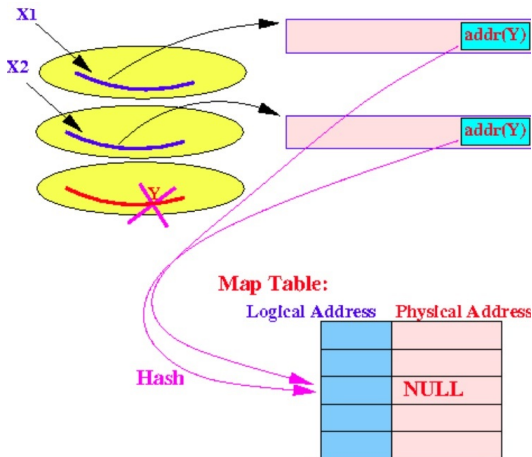 X1
addr(Y)
X2
addr(Y)
Y
Map Table:
Logical Address Physical Address
Hash
NULL